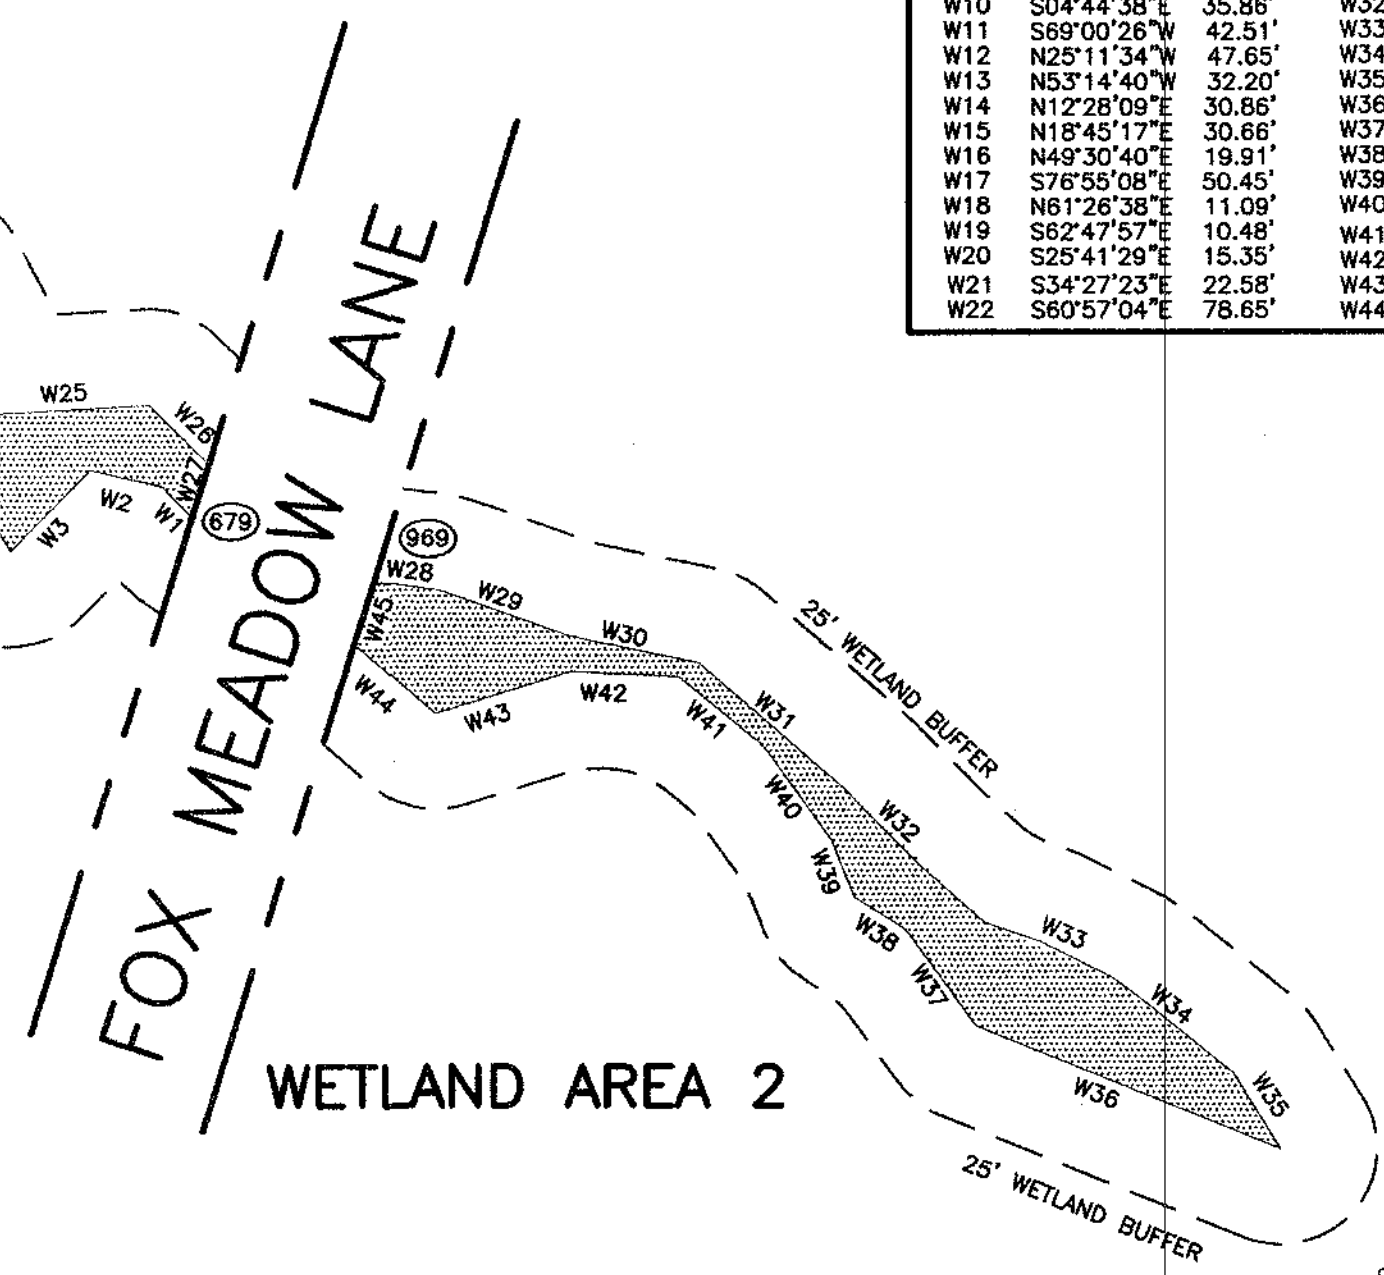 W10 S04°44'38"E 35.86' W32
W11 S69°00'26"W 42.51' W33
W12 N25°11'34"W 47.65' W34
W13 N53°14'40"W 32.20' W35
W14 N12°28'09"E 30.86' W36
W15 N18°45'17"E 30.66' W37
W16 N49°30'40"E 19.91' W38
W17 S76°55'08"E 50.45' W39
W18 N61°26'38"E 11.09' W40
W19 S62°47'57"E 10.48' W41
W20 S25°41'29"E 15.35' W42
W21 S34°27'23"E 22.58' W43
W22 S60°57'04"E 78.65' W44
FOX MEADOW LANE
W25
W26
W27
W2
W1
W3
679
969
W28
W29
W45
W30
W44
W43
W42
W41
W31
25' WETLAND BUFFER
W40
W32
W39
W38
W33
W37
W34
W36
W35
WETLAND AREA 2
25' WETLAND BUFFER